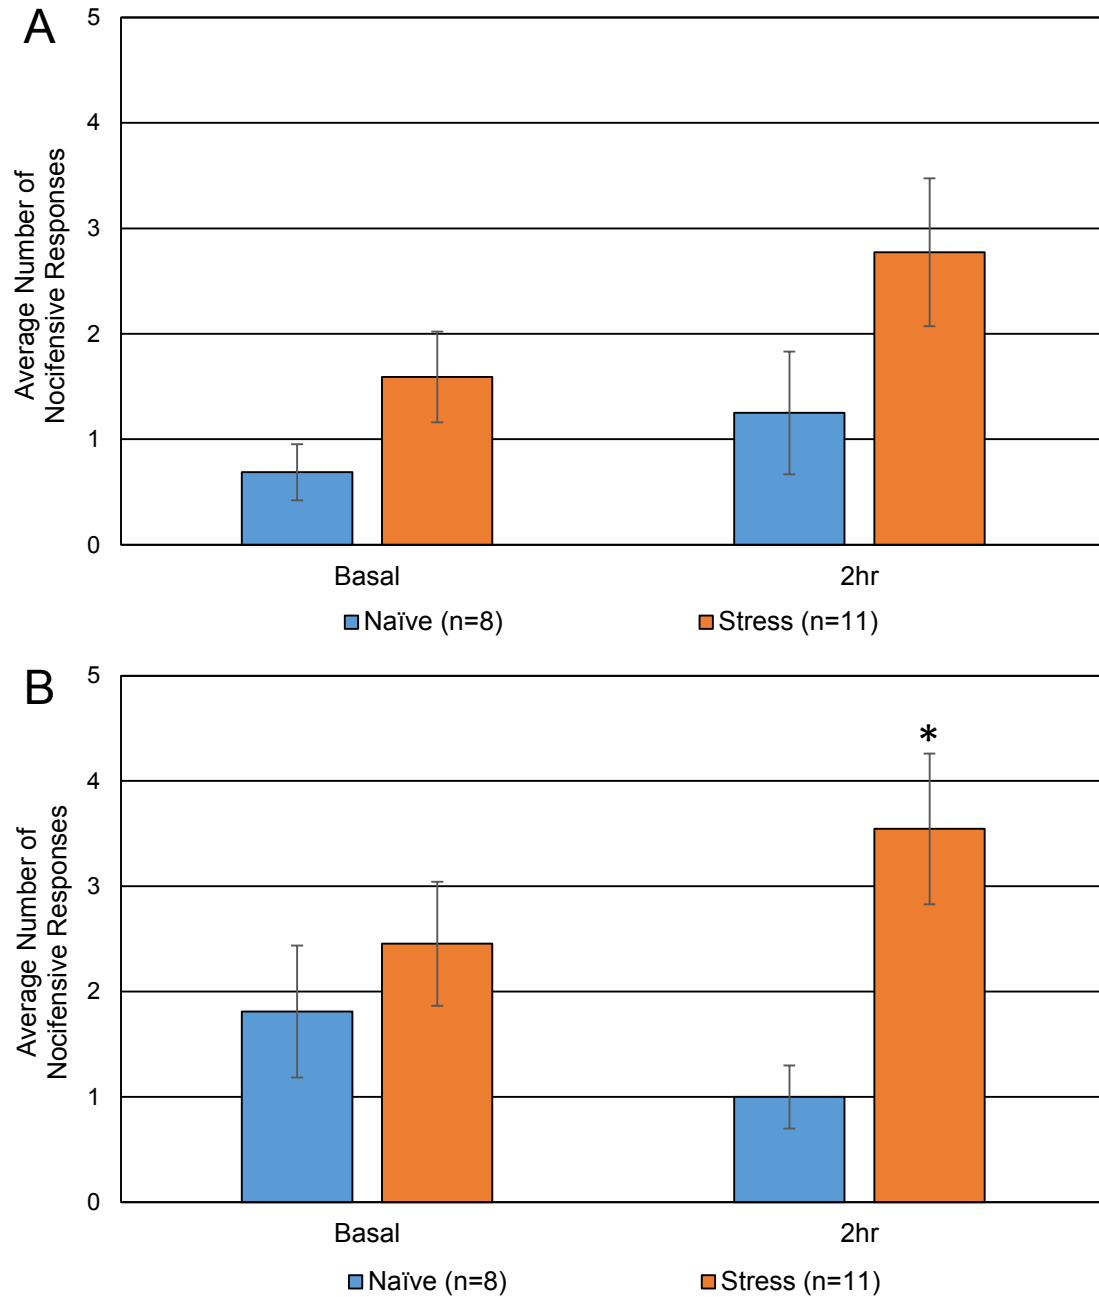 A
5
4
3
2
1
0
Average Number of
Nocifensive Responses
Basal 2hr
Naïve (n=8) Stress (n=11)
B
5
4
3
2
1
0
Average Number of
Nocifensive Responses
*
Basal 2hr
Naïve (n=8) Stress (n=11)